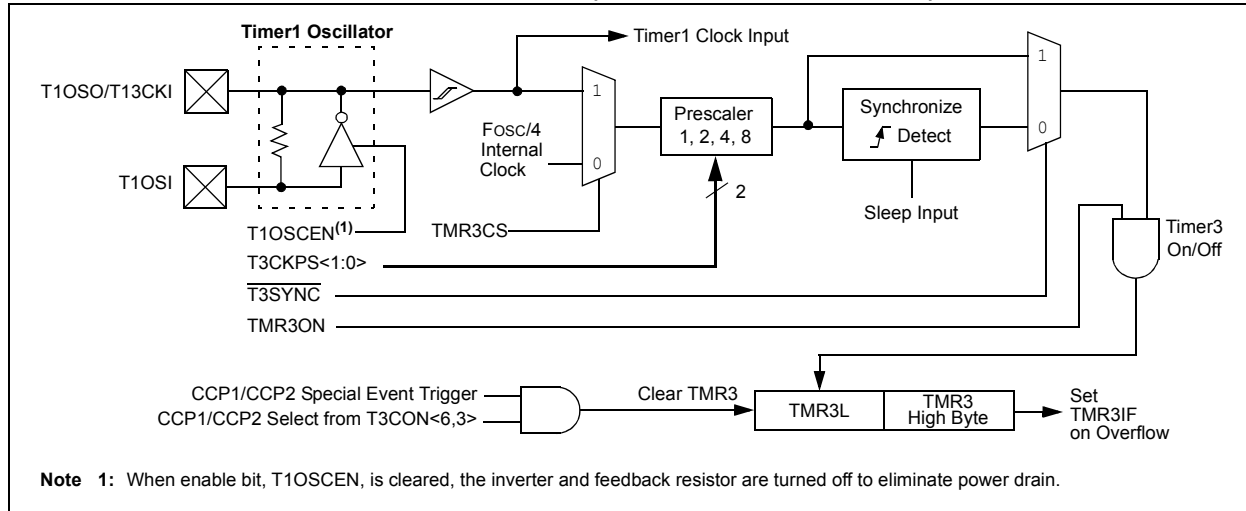 Timer1 Oscillator
Timer1 Clock Input
T1OSO/T13CKI
T1OSI
1
FOSC/4
Internal
Clock
0
Prescaler
1, 2, 4, 8
2
Synchronize
Detect
Sleep Input
1
0
T1OSCEN(1)
TMR3CS
T3CKPS<1:0>
T3SYNC
TMR3ON
Timer3
On/Off
CCP1/CCP2 Special Event Trigger
CCP1/CCP2 Select from T3CON<6,3>
Clear TMR3
TMR3L
TMR3
High Byte
Set
TMR3IF
on Overflow
Note 1: When enable bit, T1OSCEN, is cleared, the inverter and feedback resistor are turned off to eliminate power drain.